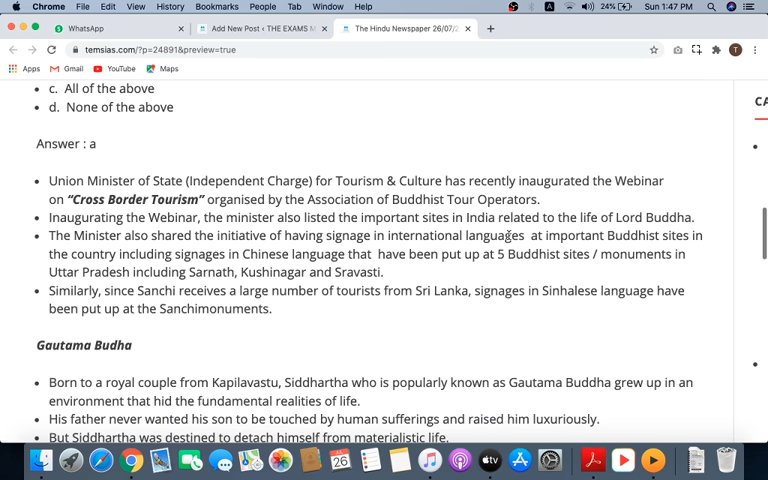 Chrome File Edit View History Bookmarks People Tab Window Help 24% Sun 1:47 PM
WhatsApp Add New Post ‹ THE EXAMS M The Hindu Newspaper 26/07/2
temsias.com/?p=24891&preview=true T
Apps Gmail YouTube Maps
c. All of the above
d. None of the above
CA
Answer : a
Union Minister of State (Independent Charge) for Tourism & Culture has recently inaugurated the Webinar
on “Cross Border Tourism” organised by the Association of Buddhist Tour Operators.
Inaugurating the Webinar, the minister also listed the important sites in India related to the life of Lord Buddha.
The Minister also shared the initiative of having signage in international languages at important Buddhist sites in
the country including signages in Chinese language that have been put up at 5 Buddhist sites / monuments in
Uttar Pradesh including Sarnath, Kushinagar and Sravasti.
Similarly, since Sanchi receives a large number of tourists from Sri Lanka, signages in Sinhalese language have
been put up at the Sanchimonuments.
Gautama Budha
Born to a royal couple from Kapilavastu, Siddhartha who is popularly known as Gautama Buddha grew up in an
environment that hid the fundamental realities of life.
His father never wanted his son to be touched by human sufferings and raised him luxuriously.
But Siddhartha was destined to detach himself from materialistic life.
26
tv